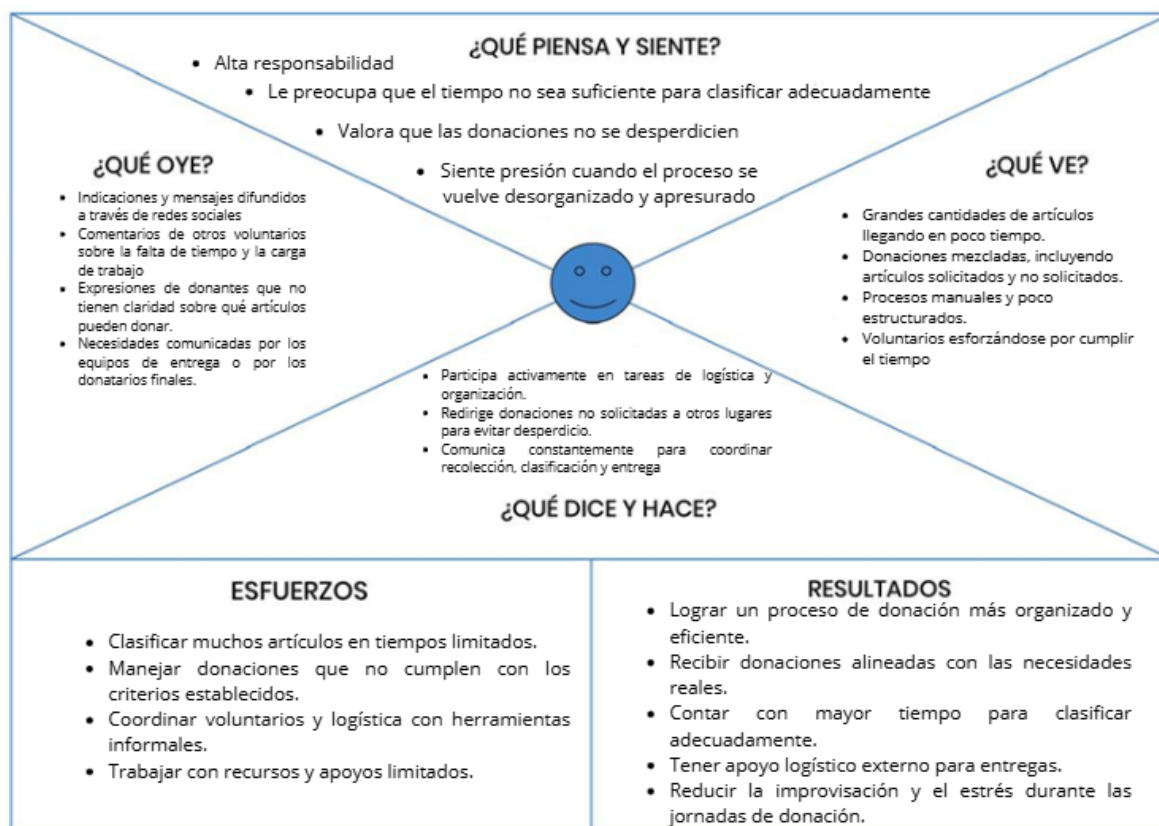 ¿QUÉ PIENSA Y SIENTE?
• Alta responsabilidad
• Le preocupa que el tiempo no sea suficiente para clasificar adecuadamente
• Valora que las donaciones no se desperdicien
• Siente presión cuando el proceso se
vuelve desorganizado y apresurado
¿QUÉ OYE?
• Indicaciones y mensajes difundidos
a través de redes sociales
• Comentarios de otros voluntarios
sobre la falta de tiempo y la carga
de trabajo
• Expresiones de donantes que no
tienen claridad sobre qué artículos
pueden donar.
• Necesidades comunicadas por los
equipos de entrega o por los
donatarios finales.
¿QUÉ VE?
• Grandes cantidades de artículos
llegando en poco tiempo.
• Donaciones mezcladas, incluyendo
artículos solicitados y no solicitados.
• Procesos manuales y poco
estructurados.
• Voluntarios esforzándose por cumplir
el tiempo
• Participa activamente en tareas de logística y
organización.
• Redirige donaciones no solicitadas a otros lugares
para evitar desperdicio.
• Comunica constantemente para coordinar
recolección, clasificación y entrega
¿QUÉ DICE Y HACE?
ESFUERZOS
• Clasificar muchos artículos en tiempos limitados.
• Manejar donaciones que no cumplen con los
criterios establecidos.
• Coordinar voluntarios y logística con herramientas
informales.
• Trabajar con recursos y apoyos limitados.
RESULTADOS
• Lograr un proceso de donación más organizado y
eficiente.
• Recibir donaciones alineadas con las necesidades
reales.
• Contar con mayor tiempo para clasificar
adecuadamente.
• Tener apoyo logístico externo para entregas.
• Reducir la improvisación y el estrés durante las
jornadas de donación.